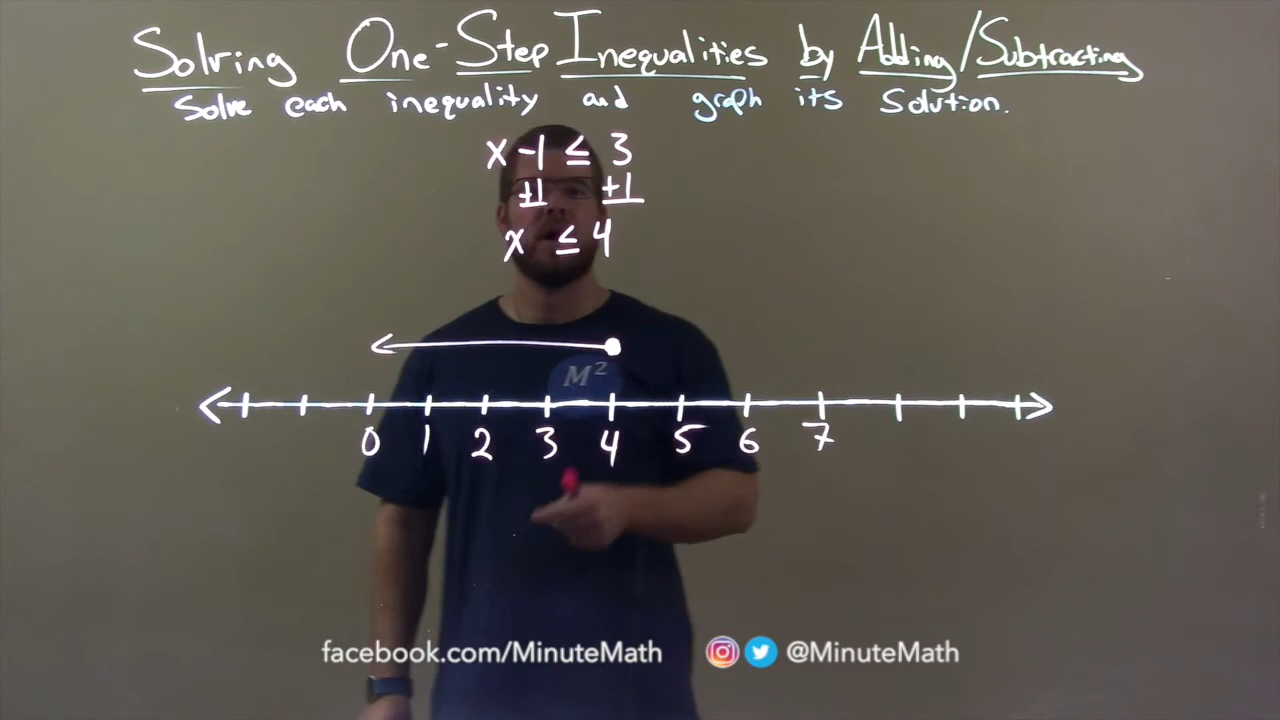 Solving One-Step Inequalities by Adding/Subtracting
Solve each inequality and graph its solution.
x -1 ≤ 3
+1 +1
x ≤ 4
M²
0 1 2 3 4 5 6 7
facebook.com/MinuteMath @MinuteMath